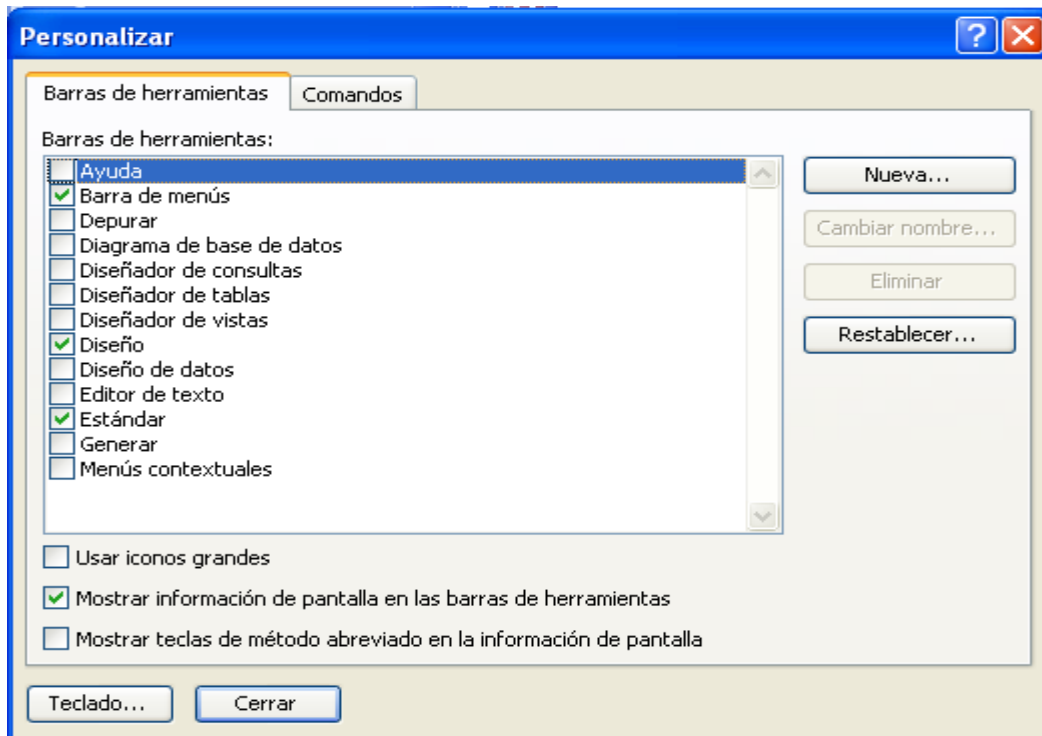 Personalizar
Barras de herramientas
Comandos
Barras de herramientas:
Ayuda
Barra de menús
Depurar
Diagrama de base de datos
Diseñador de consultas
Diseñador de tablas
Diseñador de vistas
Diseño
Diseño de datos
Editor de texto
Estándar
Generar
Menús contextuales
Nueva...
Cambiar nombre...
Eliminar
Restablecer...
Usar iconos grandes
Mostrar información de pantalla en las barras de herramientas
Mostrar teclas de método abreviado en la información de pantalla
Teclado...
Cerrar